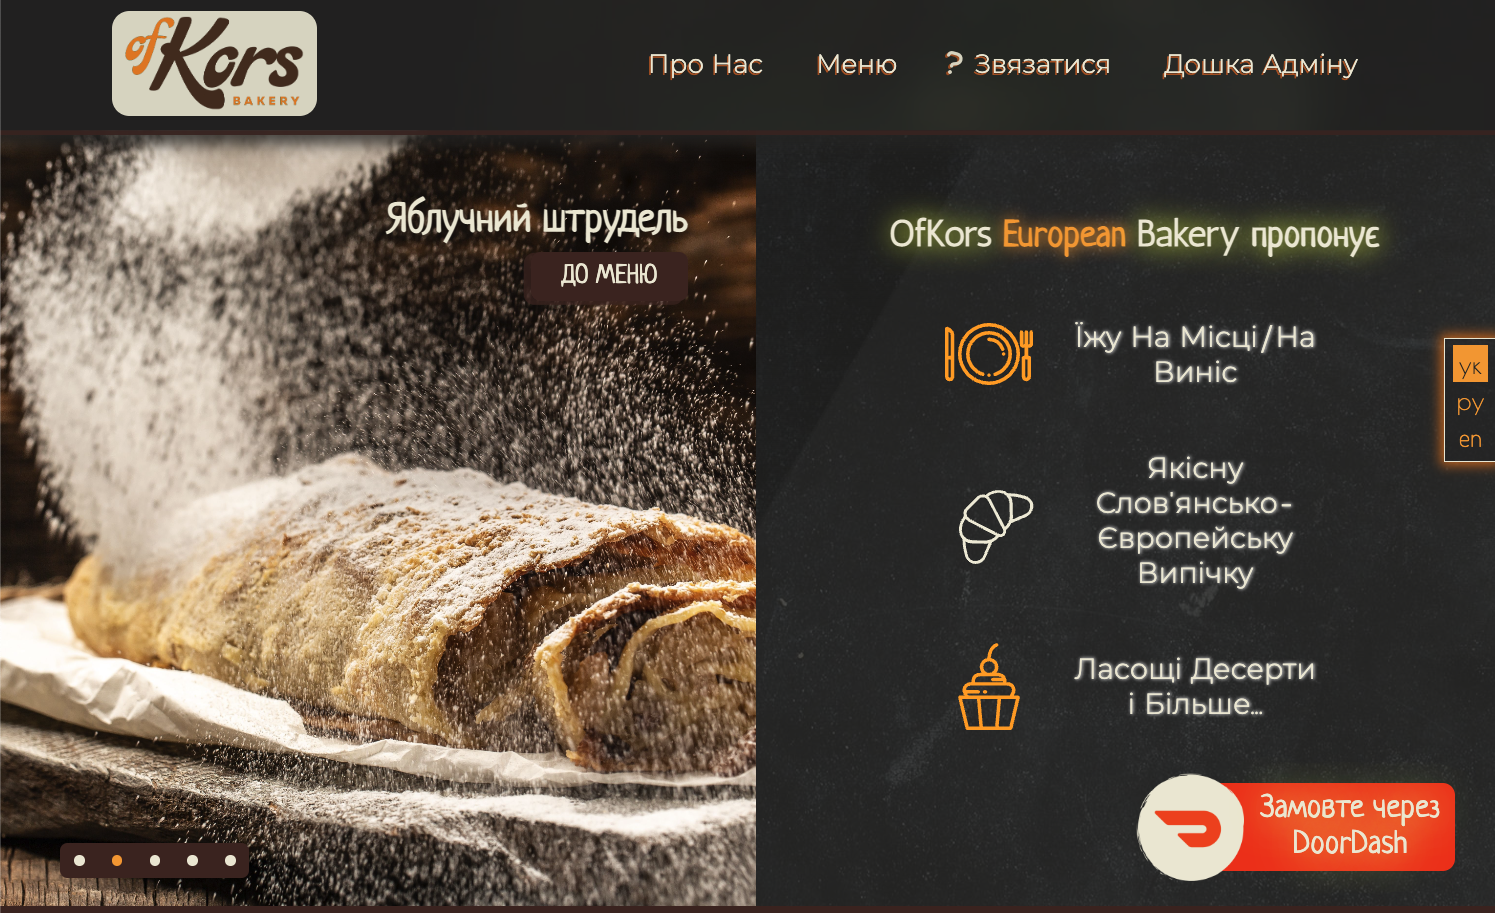 ofKors
BAKERY
Про Нас
Меню
? Звязатися
Дошка Адміну
Яблучний штрудель
ДО МЕНЮ
OfKors European Bakery пропонує
Їжу На Місці/На
Виніс
Якісну
Слов'янсько-
Європейську
Випічку
Ласощі Десерти
і Більше...
ук
ру
en
Замовте через
DoorDash